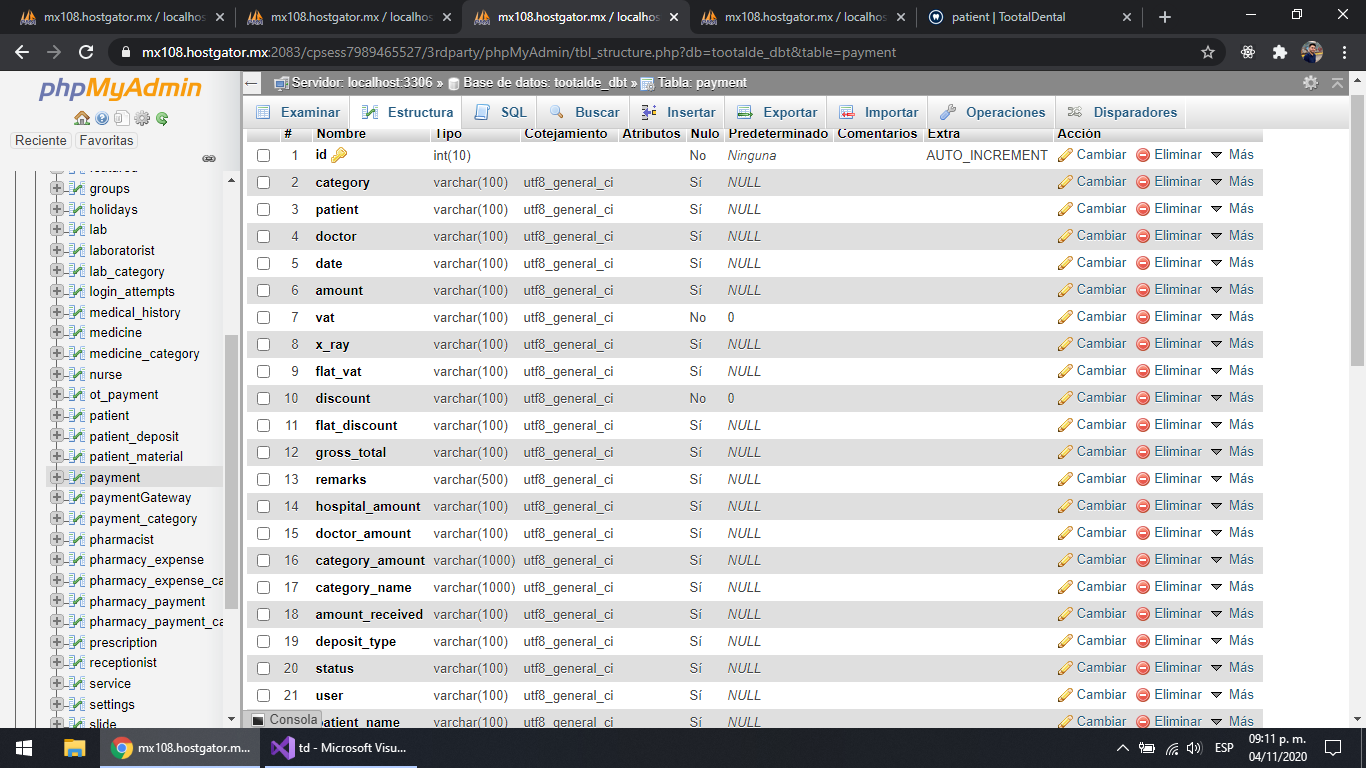 mx108.hostgator.mx / localhost
mx108.hostgator.mx / localhost
mx108.hostgator.mx / localhost
mx108.hostgator.mx / localhost
patient | TootalDental
mx108.hostgator.mx:2083/cpsess7989465527/3rdparty/phpMyAdmin/tbl_structure.php?db=tootalde_dbt&table=payment
phpMyAdmin
Reciente Favoritas
featured
groups
holidays
lab
laboratorist
lab_category
login_attempts
medical_history
medicine
medicine_category
nurse
ot_payment
patient
patient_deposit
patient_material
payment
paymentGateway
payment_category
pharmacist
pharmacy_expense
pharmacy_expense_ca
pharmacy_payment
pharmacy_payment_ca
prescription
receptionist
service
settings
slide
Servidor: localhost:3306 » Base de datos: tootalde_dbt » Tabla: payment
Examinar Estructura SQL Buscar Insertar Exportar Importar Operaciones Disparadores
# Nombre Tipo Cotejamiento Atributos Nulo Predeterminado Comentarios Extra Acción
1 id int(10) No Ninguna AUTO_INCREMENT Cambiar Eliminar Más
2 category varchar(100) utf8_general_ci Sí NULL Cambiar Eliminar Más
3 patient varchar(100) utf8_general_ci Sí NULL Cambiar Eliminar Más
4 doctor varchar(100) utf8_general_ci Sí NULL Cambiar Eliminar Más
5 date varchar(100) utf8_general_ci Sí NULL Cambiar Eliminar Más
6 amount varchar(100) utf8_general_ci Sí NULL Cambiar Eliminar Más
7 vat varchar(100) utf8_general_ci No 0 Cambiar Eliminar Más
8 x_ray varchar(100) utf8_general_ci Sí NULL Cambiar Eliminar Más
9 flat_vat varchar(100) utf8_general_ci Sí NULL Cambiar Eliminar Más
10 discount varchar(100) utf8_general_ci No 0 Cambiar Eliminar Más
11 flat_discount varchar(100) utf8_general_ci Sí NULL Cambiar Eliminar Más
12 gross_total varchar(100) utf8_general_ci Sí NULL Cambiar Eliminar Más
13 remarks varchar(500) utf8_general_ci Sí NULL Cambiar Eliminar Más
14 hospital_amount varchar(100) utf8_general_ci Sí NULL Cambiar Eliminar Más
15 doctor_amount varchar(100) utf8_general_ci Sí NULL Cambiar Eliminar Más
16 category_amount varchar(1000) utf8_general_ci Sí NULL Cambiar Eliminar Más
17 category_name varchar(1000) utf8_general_ci Sí NULL Cambiar Eliminar Más
18 amount_received varchar(100) utf8_general_ci Sí NULL Cambiar Eliminar Más
19 deposit_type varchar(100) utf8_general_ci Sí NULL Cambiar Eliminar Más
20 status varchar(100) utf8_general_ci Sí NULL Cambiar Eliminar Más
21 user varchar(100) utf8_general_ci Sí NULL Cambiar Eliminar Más
patient_name varchar(100) utf8_general_ci Sí NULL Cambiar Eliminar Más
Consola
mx108.hostgator.m...
td - Microsoft Visu...
ESP
09:11 p. m.
04/11/2020